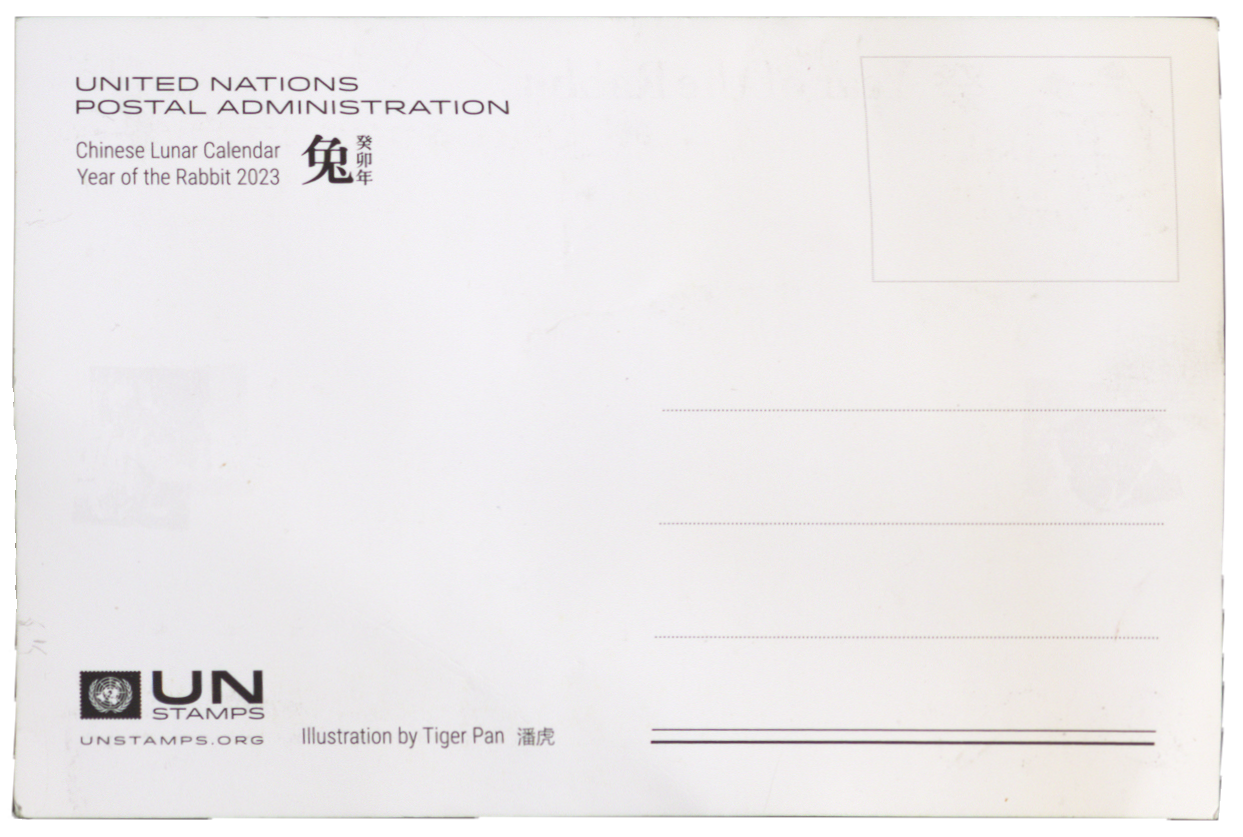 UNITED NATIONS
POSTAL ADMINISTRATION
Chinese Lunar Calendar
Year of the Rabbit 2023
兔
癸卯年
UN
STAMPS
UNSTAMPS.ORG
Illustration by Tiger Pan 潘虎